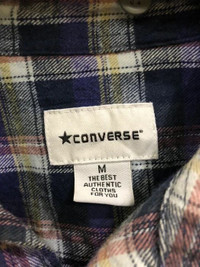 ★CONVERSE®
M
THE BEST
AUTHENTIC
CLOTHS
FOR YOU